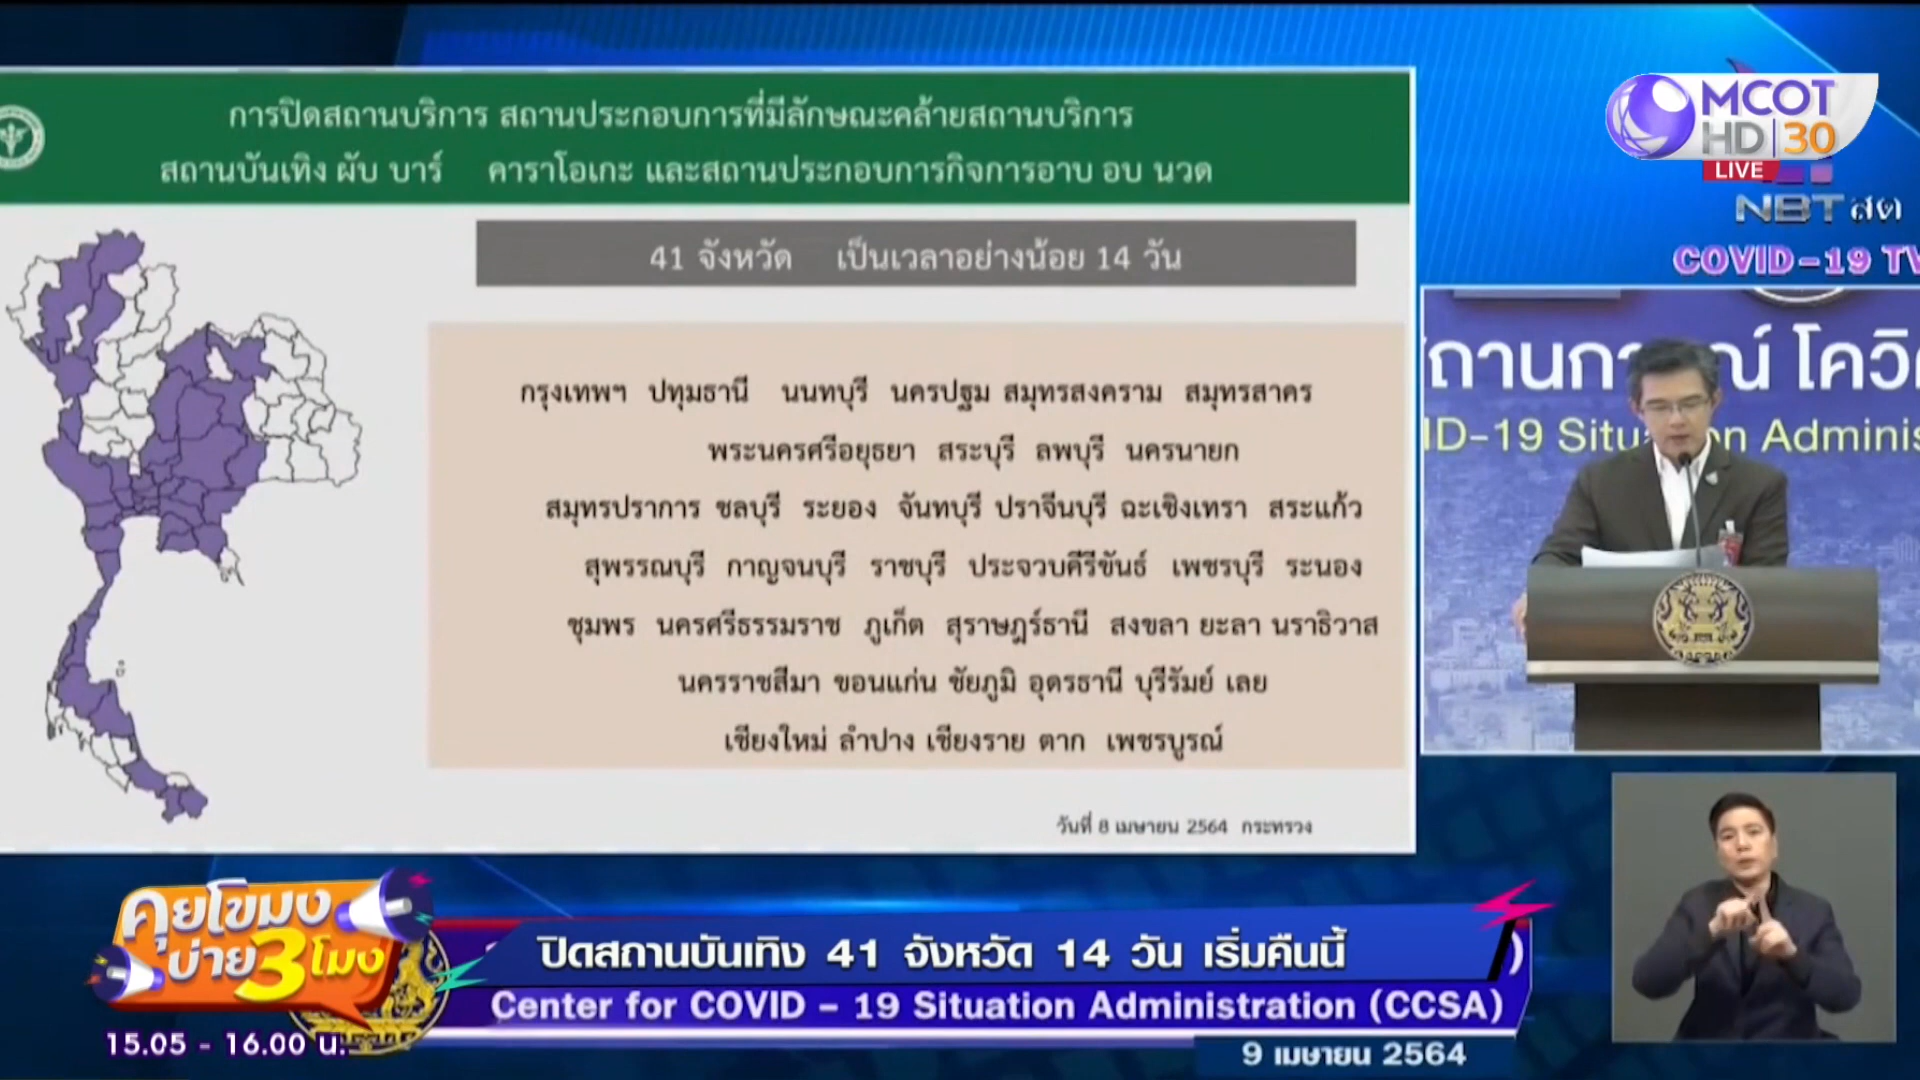 การปิดสถานบริการ สถานประกอบการที่มีลักษณะคล้ายสถานบริการ
สถานบันเทิง ผับ บาร์ คาราโอเกะ และสถานประกอบการกิจการอาบ อบ นวด
41 จังหวัด เป็นเวลาอย่างน้อย 14 วัน
กรุงเทพฯ ปทุมธานี นนทบุรี นครปฐม สมุทรสงคราม สมุทรสาคร
พระนครศรีอยุธยา สระบุรี ลพบุรี นครนายก
สมุทรปราการ ชลบุรี ระยอง จันทบุรี ปราจีนบุรี ฉะเชิงเทรา สระแก้ว
สุพรรณบุรี กาญจนบุรี ราชบุรี ประจวบคีรีขันธ์ เพชรบุรี ระนอง
ชุมพร นครศรีธรรมราช ภูเก็ต สุราษฎร์ธานี สงขลา ยะลา นราธิวาส
นครราชสีมา ขอนแก่น ชัยภูมิ อุดรธานี บุรีรัมย์ เลย
เชียงใหม่ ลำปาง เชียงราย ตาก เพชรบูรณ์
วันที่ 8 เมษายน 2564 กระทรวง
MCOT
HD 30
LIVE
NBT สด
COVID-19 TV
โควิด
ID-19 Situation Adminis
คุยโขมง
บ่าย 3 โมง
15.05 - 16.00 น.
ปิดสถานบันเทิง 41 จังหวัด 14 วัน เริ่มคืนนี้
Center for COVID - 19 Situation Administration (CCSA)
9 เมษายน 2564